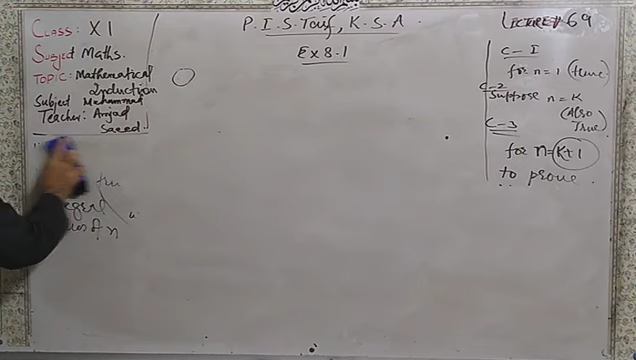 Class: XI
Subject Maths.
TOPIC: Mathematical
Induction
Subject Muhammad
Teacher: Amjad
Saeed.
P.I.S.Taif, K.S.A
Ex 8.1
LECTURE# 69
C-I
for n=1 (true)
C-2
Suppose n=K
(Also
True)
C-3
for n=K+1
to prove
of n